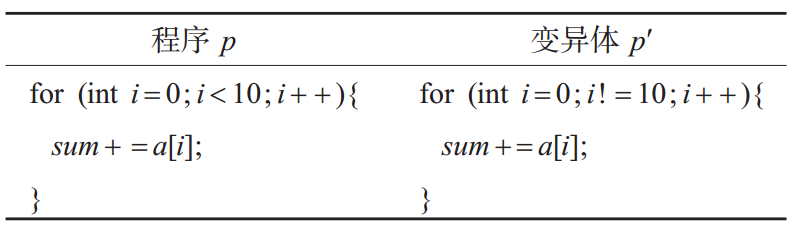 程序 p 变异体 p′
for (int i=0;i<10;i++){ for (int i=0;i!=10;i++){
sum+=a[i]; sum+=a[i];
} }